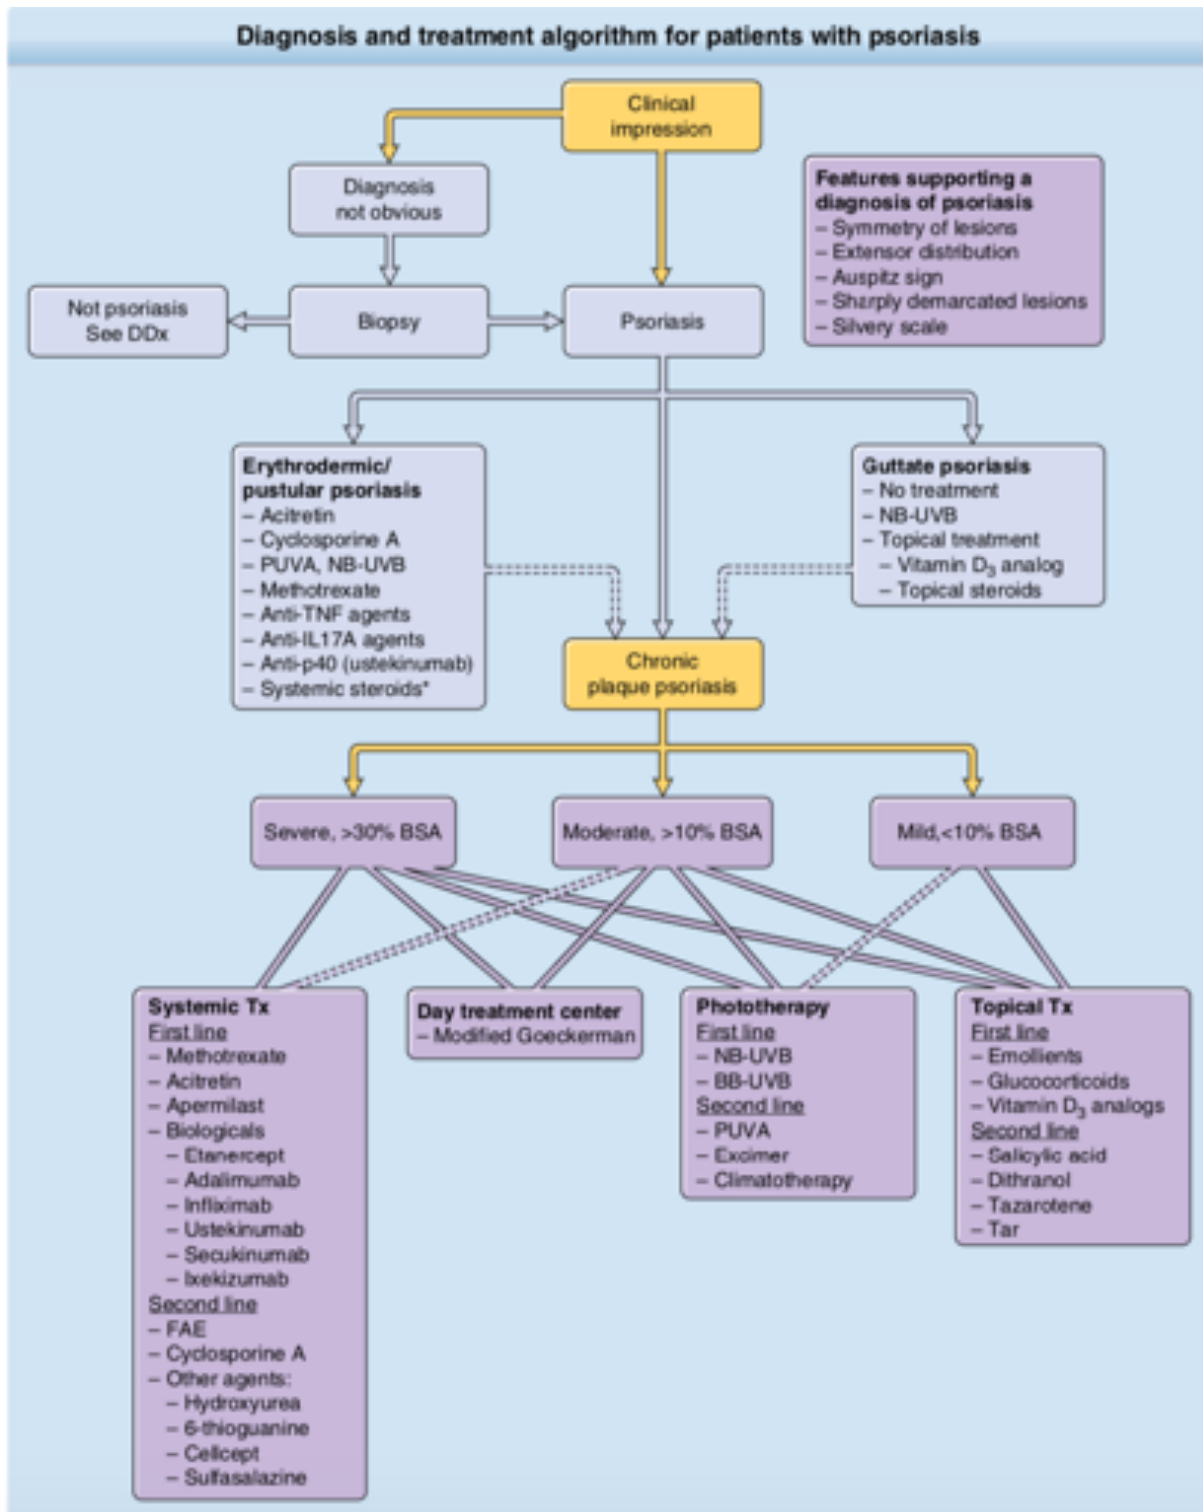 Diagnosis and treatment algorithm for patients with psoriasis
Clinical
impression
Diagnosis
not obvious
Features supporting a
diagnosis of psoriasis
– Symmetry of lesions
– Extensor distribution
– Auspitz sign
– Sharply demarcated lesions
– Silvery scale
Not psoriasis
See DDx
Biopsy
Psoriasis
Erythrodermic/
pustular psoriasis
– Acitretin
– Cyclosporine A
– PUVA, NB-UVB
– Methotrexate
– Anti-TNF agents
– Anti-IL17A agents
– Anti-p40 (ustekinumab)
– Systemic steroids*
Guttate psoriasis
– No treatment
– NB-UVB
– Topical treatment
– Vitamin D3 analog
– Topical steroids
Chronic
plaque psoriasis
Severe, >30% BSA
Moderate, >10% BSA
Mild,<10% BSA
Systemic Tx
First line
– Methotrexate
– Acitretin
– Apermilast
– Biologicals
– Etanercept
– Adalimumab
– Infliximab
– Ustekinumab
– Secukinumab
– Ixekizumab
Second line
– FAE
– Cyclosporine A
– Other agents:
– Hydroxyurea
– 6-thioguanine
– Cellcept
– Sulfasalazine
Day treatment center
– Modified Goeckerman
Phototherapy
First line
– NB-UVB
– BB-UVB
Second line
– PUVA
– Excimer
– Climatotherapy
Topical Tx
First line
– Emollients
– Glucocorticoids
– Vitamin D3 analogs
Second line
– Salicylic acid
– Dithranol
– Tazarotene
– Tar